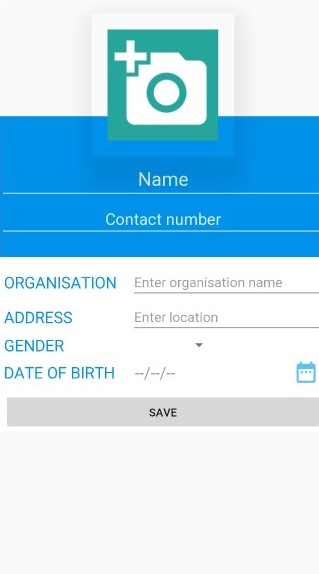 Name
Contact number
ORGANISATION Enter organisation name
ADDRESS Enter location
GENDER
DATE OF BIRTH --/--/--
SAVE